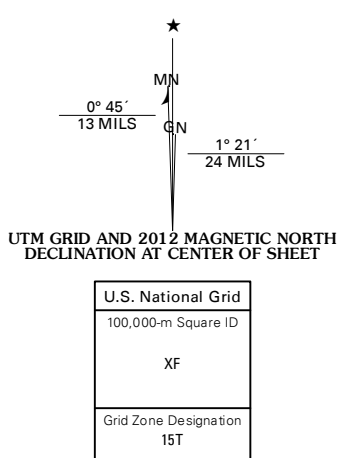 ★
MN
0° 45´
13 MILS
GN
1° 21´
24 MILS
UTM GRID AND 2012 MAGNETIC NORTH
DECLINATION AT CENTER OF SHEET
U.S. National Grid
100,000-m Square ID
XF
Grid Zone Designation
15T